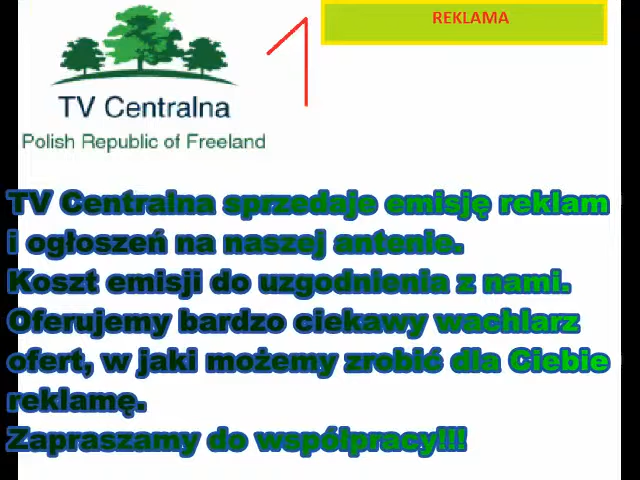 REKLAMA
1
TV Centralna
Polish Republic of Freeland
TV Centralna sprzedaje emisję reklam
i ogłoszeń na naszej antenie.
Koszt emisji do uzgodnienia z nami.
Oferujemy bardzo ciekawy wachlarz
ofert, w jaki możemy zrobić dla Ciebie
reklamę.
Zapraszamy do współpracy!!!